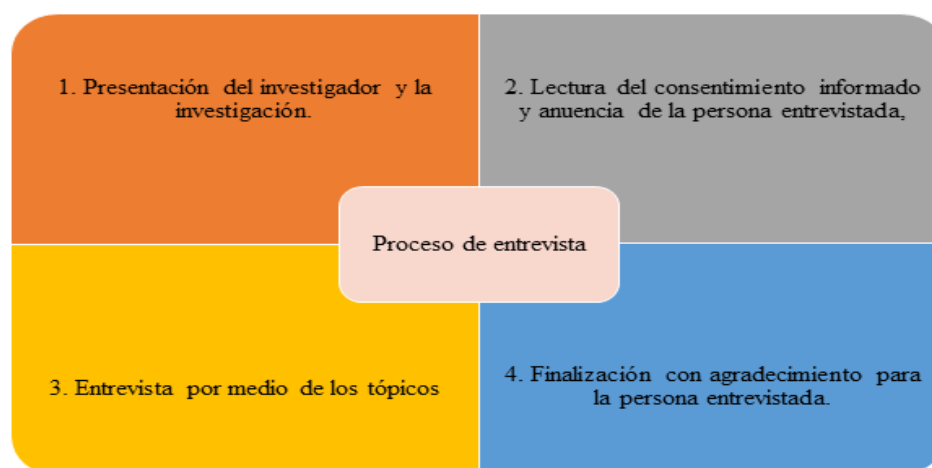 1. Presentación del investigador y la
investigación.
2. Lectura del consentimiento informado
y anuencia de la persona entrevistada,
Proceso de entrevista
3. Entrevista por medio de los tópicos
4. Finalización con agradecimiento para
la persona entrevistada.